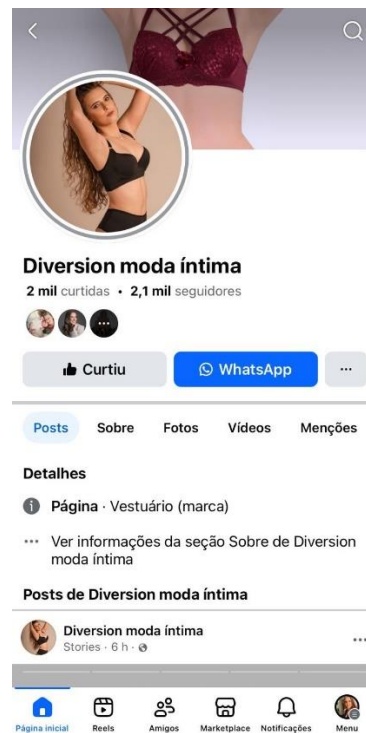 Diversion moda íntima
2 mil curtidas • 2,1 mil seguidores
Curtiu
WhatsApp
Posts Sobre Fotos Vídeos Menções
Detalhes
Página · Vestuário (marca)
Ver informações da seção Sobre de Diversion
moda íntima
Posts de Diversion moda íntima
Diversion moda íntima
Stories · 6 h ·
Página inicial Reels Amigos Marketplace Notificações Menu